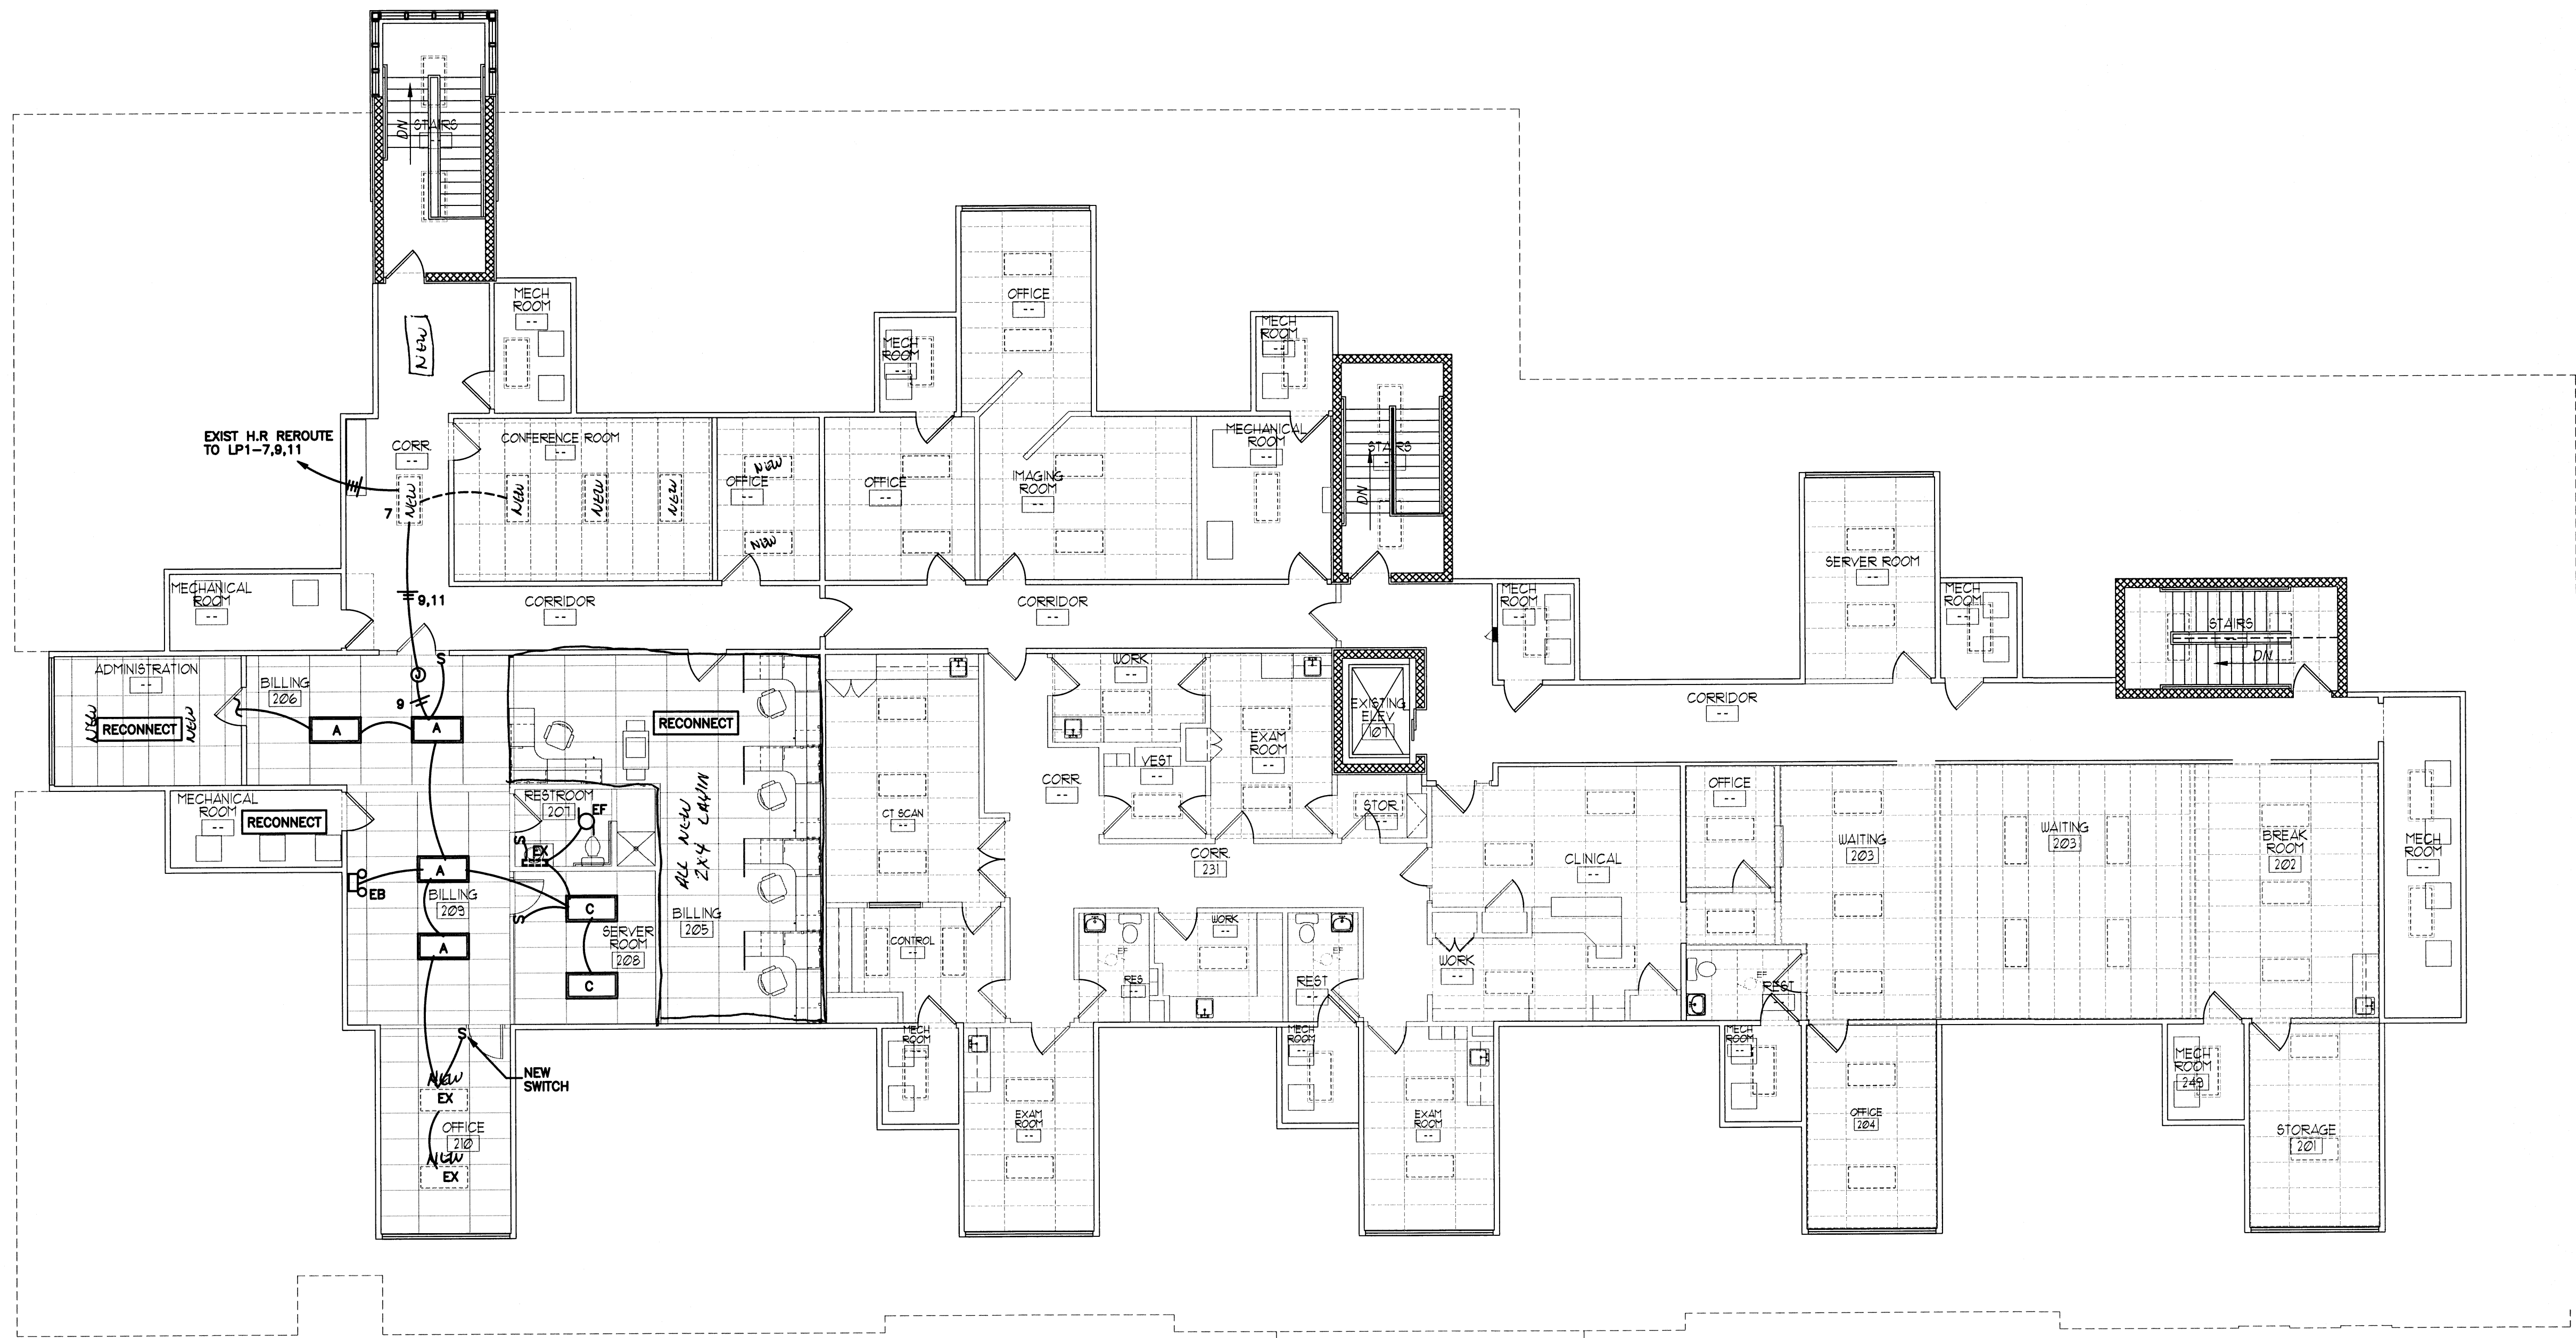 DN
STAIRS
--
MECH
ROOM
--
NEW
OFFICE
--
MECH
ROOM
--
MECH
ROOM
--
EXIST H.R REROUTE
TO LP1-7,9,11
CORR.
--
NEW
7
CONFERENCE ROOM
--
NEW
NEW
NEW
NEW
OFFICE
--
NEW
OFFICE
--
IMAGING
ROOM
--
MECHANICAL
ROOM
--
STAIRS
--
DN
SERVER ROOM
--
MECHANICAL
ROOM
--
9,11
CORRIDOR
--
CORRIDOR
--
MECH
ROOM
--
MECH
ROOM
--
STAIRS
--
DN
ADMINISTRATION
--
NEW
RECONNECT
NEW
BILLING
206
S
J
9
A
A
RECONNECT
ALL NEW
2X4 LAYIN
WORK
--
EXISTING
ELEV
107
CORRIDOR
--
MECHANICAL
ROOM
--
RECONNECT
RESTROOM
207
EF
S
EX
CT SCAN
--
CORR.
--
VEST
--
EXAM
ROOM
--
STOR.
--
OFFICE
--
WAITING
203
WAITING
203
BREAK
ROOM
202
MECH
ROOM
--
EB
A
BILLING
209
A
S
C
SERVER
ROOM
208
C
BILLING
205
CONTROL
--
CORR.
231
CLINICAL
--
EF
RES
--
WORK
--
EF
REST
--
WORK
--
EF
REST
--
S
NEW
SWITCH
NEW
EX
OFFICE
210
NEW
EX
MECH
ROOM
--
EXAM
ROOM
--
MECH
ROOM
--
EXAM
ROOM
--
MECH
ROOM
--
OFFICE
204
MECH
ROOM
249
STORAGE
201